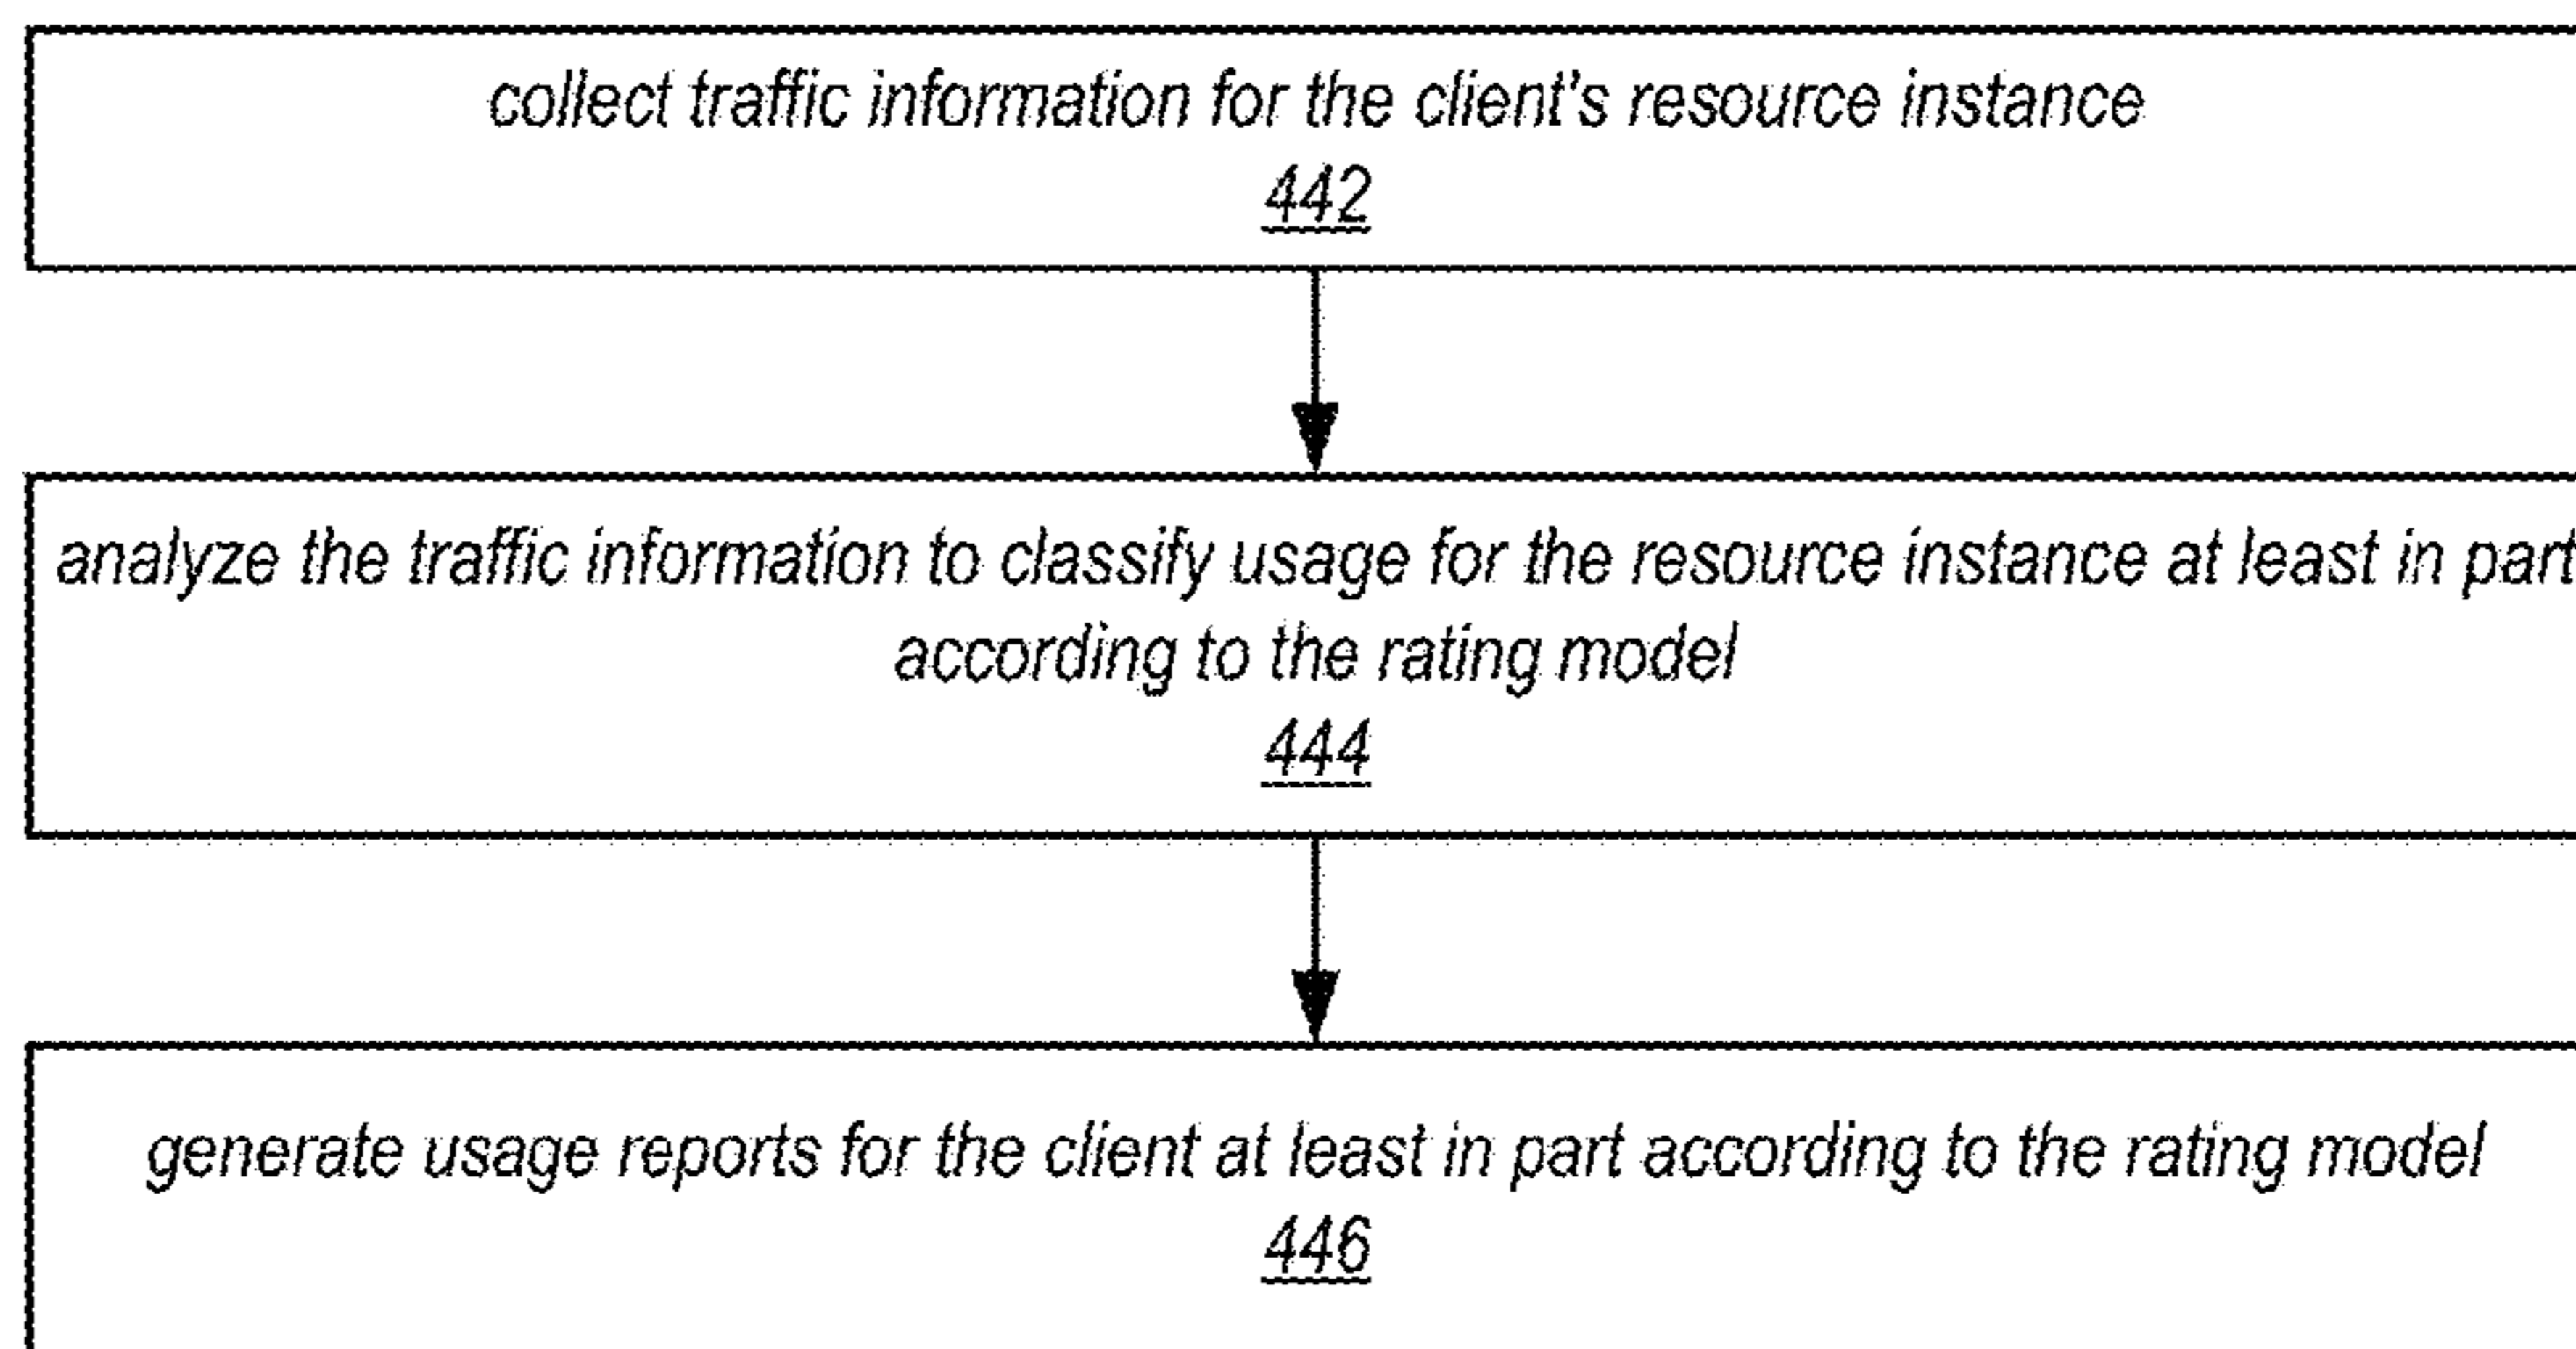 collect traffic information for the client's resource instance
442
analyze the traffic information to classify usage for the resource instance at least in part
according to the rating model
444
generate usage reports for the client at least in part according to the rating model
446